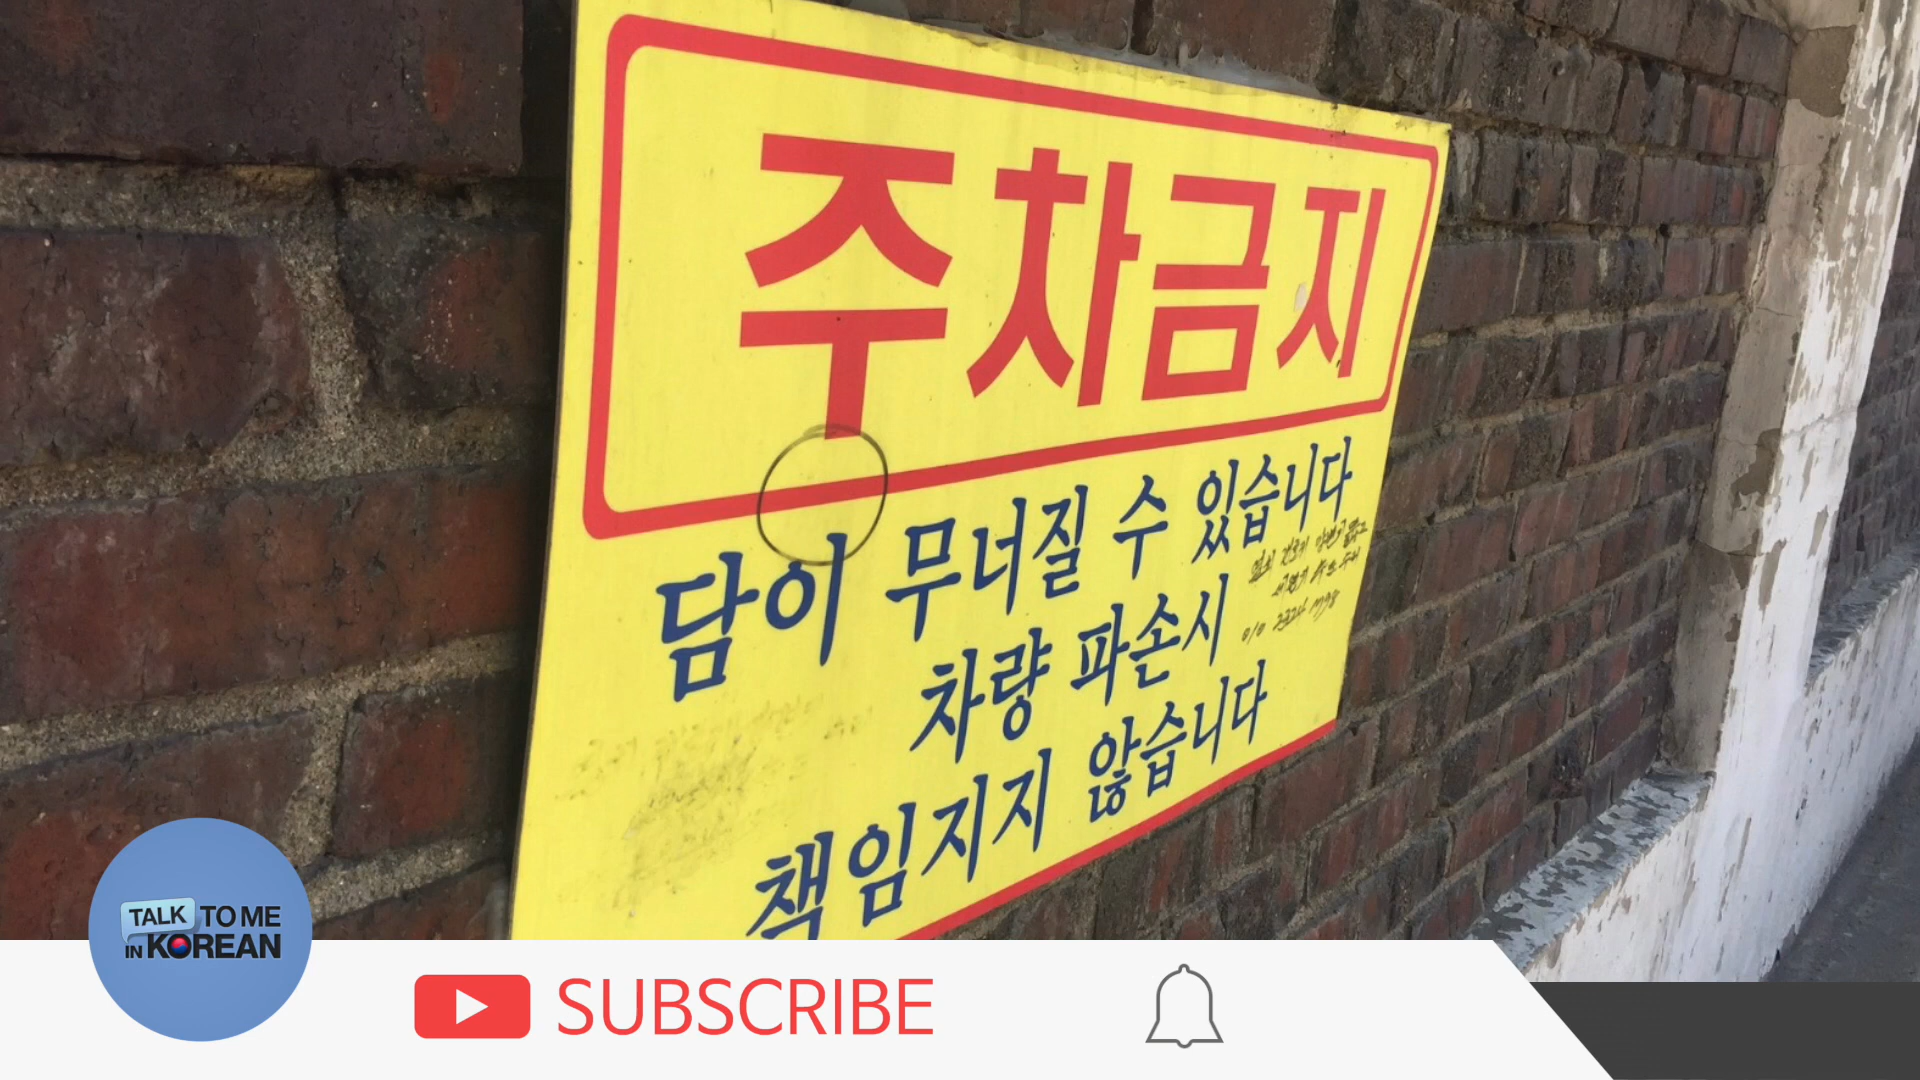 주차금지
담이 무너질 수 있습니다
차량 파손시
책임지지 않습니다
TALK TO ME
IN KOREAN
SUBSCRIBE